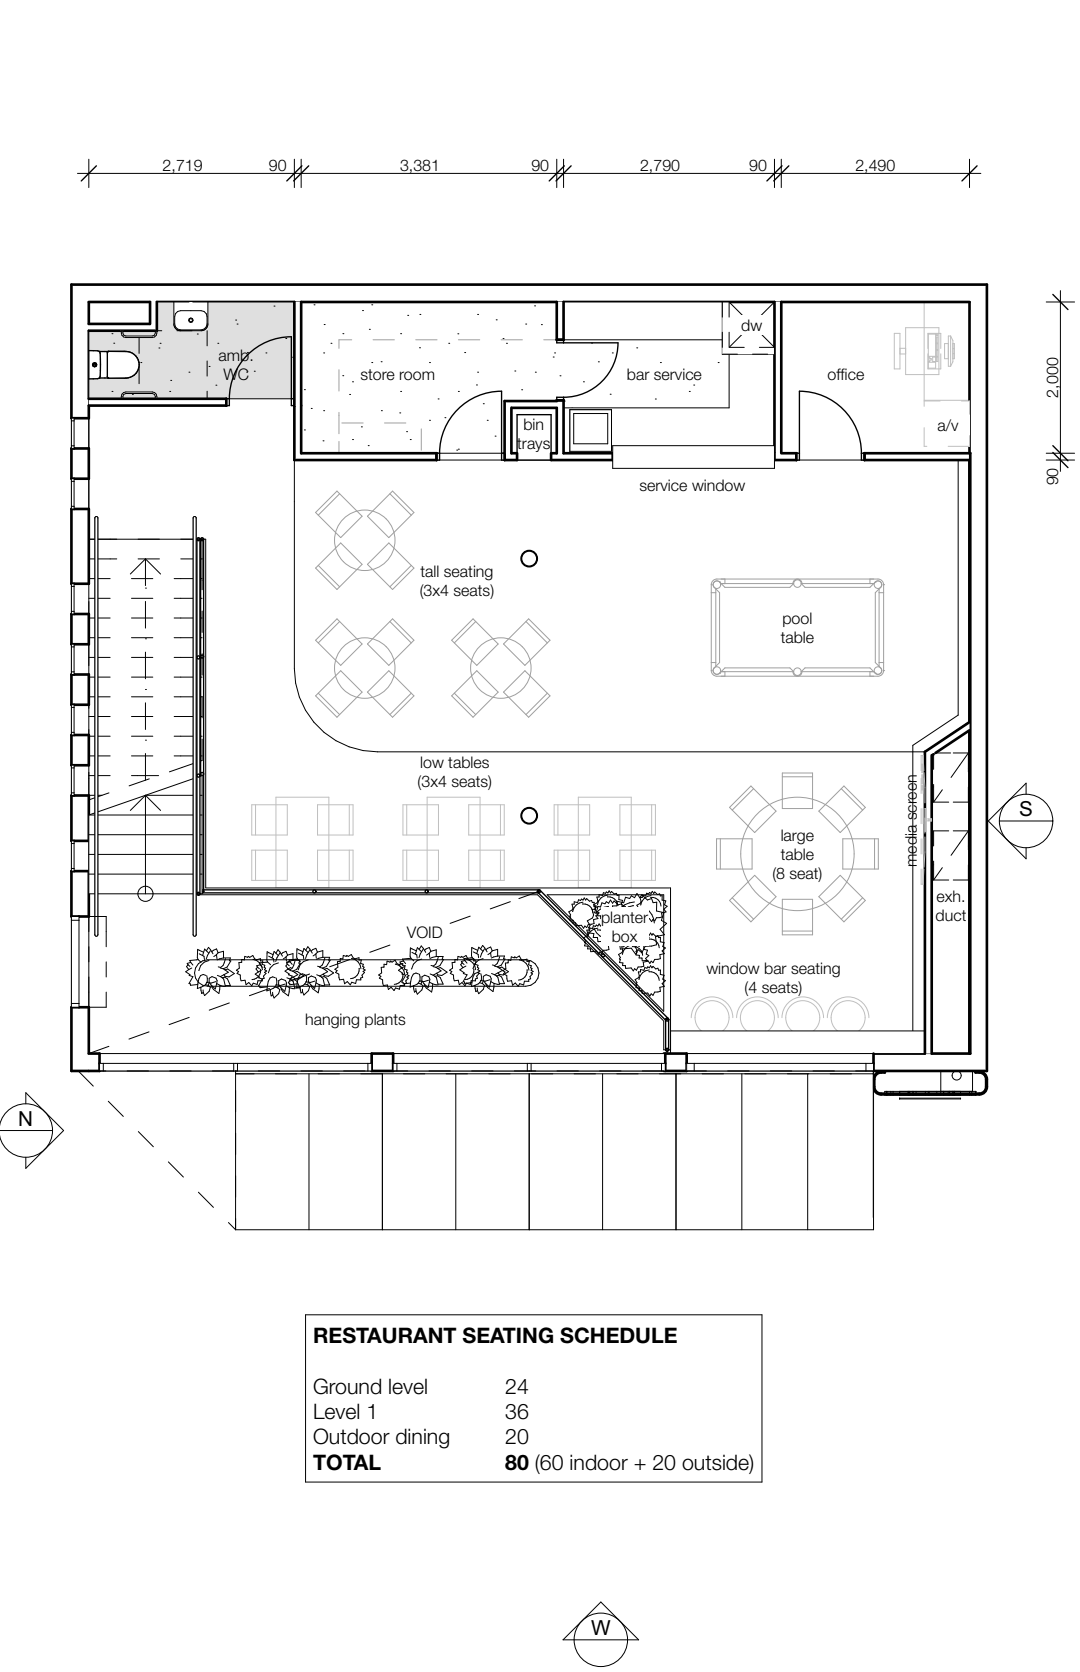 2,719 90 3,381 90 2,790 90 2,490
dw
2,000
amb.
WC
store room
bar service
office
bin
trays
a/v
90
service window
tall seating
(3x4 seats)
pool
table
low tables
(3x4 seats)
media screen
S
large
table
(8 seat)
exh.
duct
planter
box
VOID
window bar seating
(4 seats)
hanging plants
N
RESTAURANT SEATING SCHEDULE
Ground level 24
Level 1 36
Outdoor dining 20
TOTAL 80 (60 indoor + 20 outside)
W